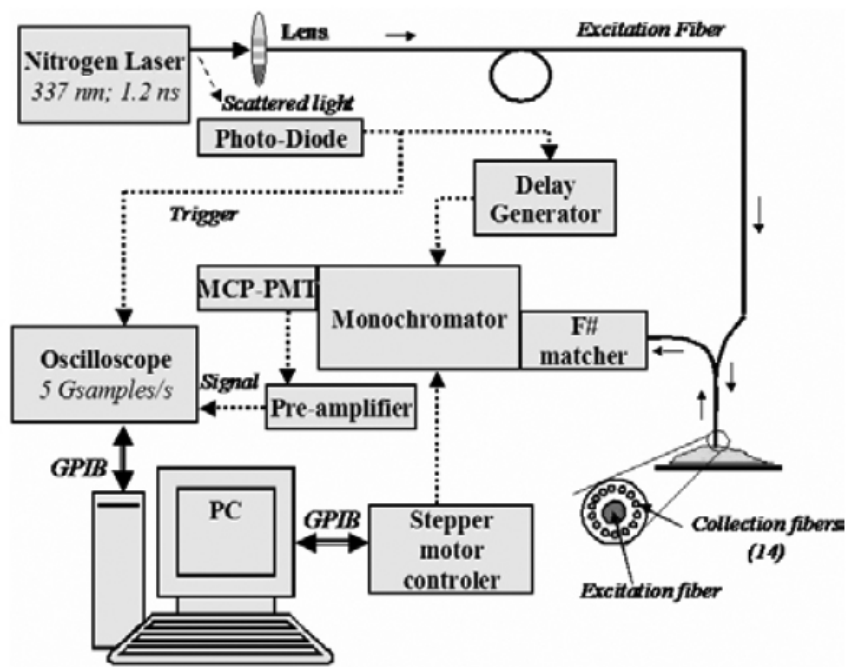 Nitrogen Laser
337 nm; 1.2 ns
Lens
Excitation Fiber
Scattered light
Photo-Diode
Delay
Generator
Trigger
MCP-PMT
Monochromator
F#
matcher
Oscilloscope
5 Gsamples/s
Signal
Pre-amplifier
GPIB
PC
GPIB
Stepper
motor
controler
Collection fibers
(14)
Excitation fiber